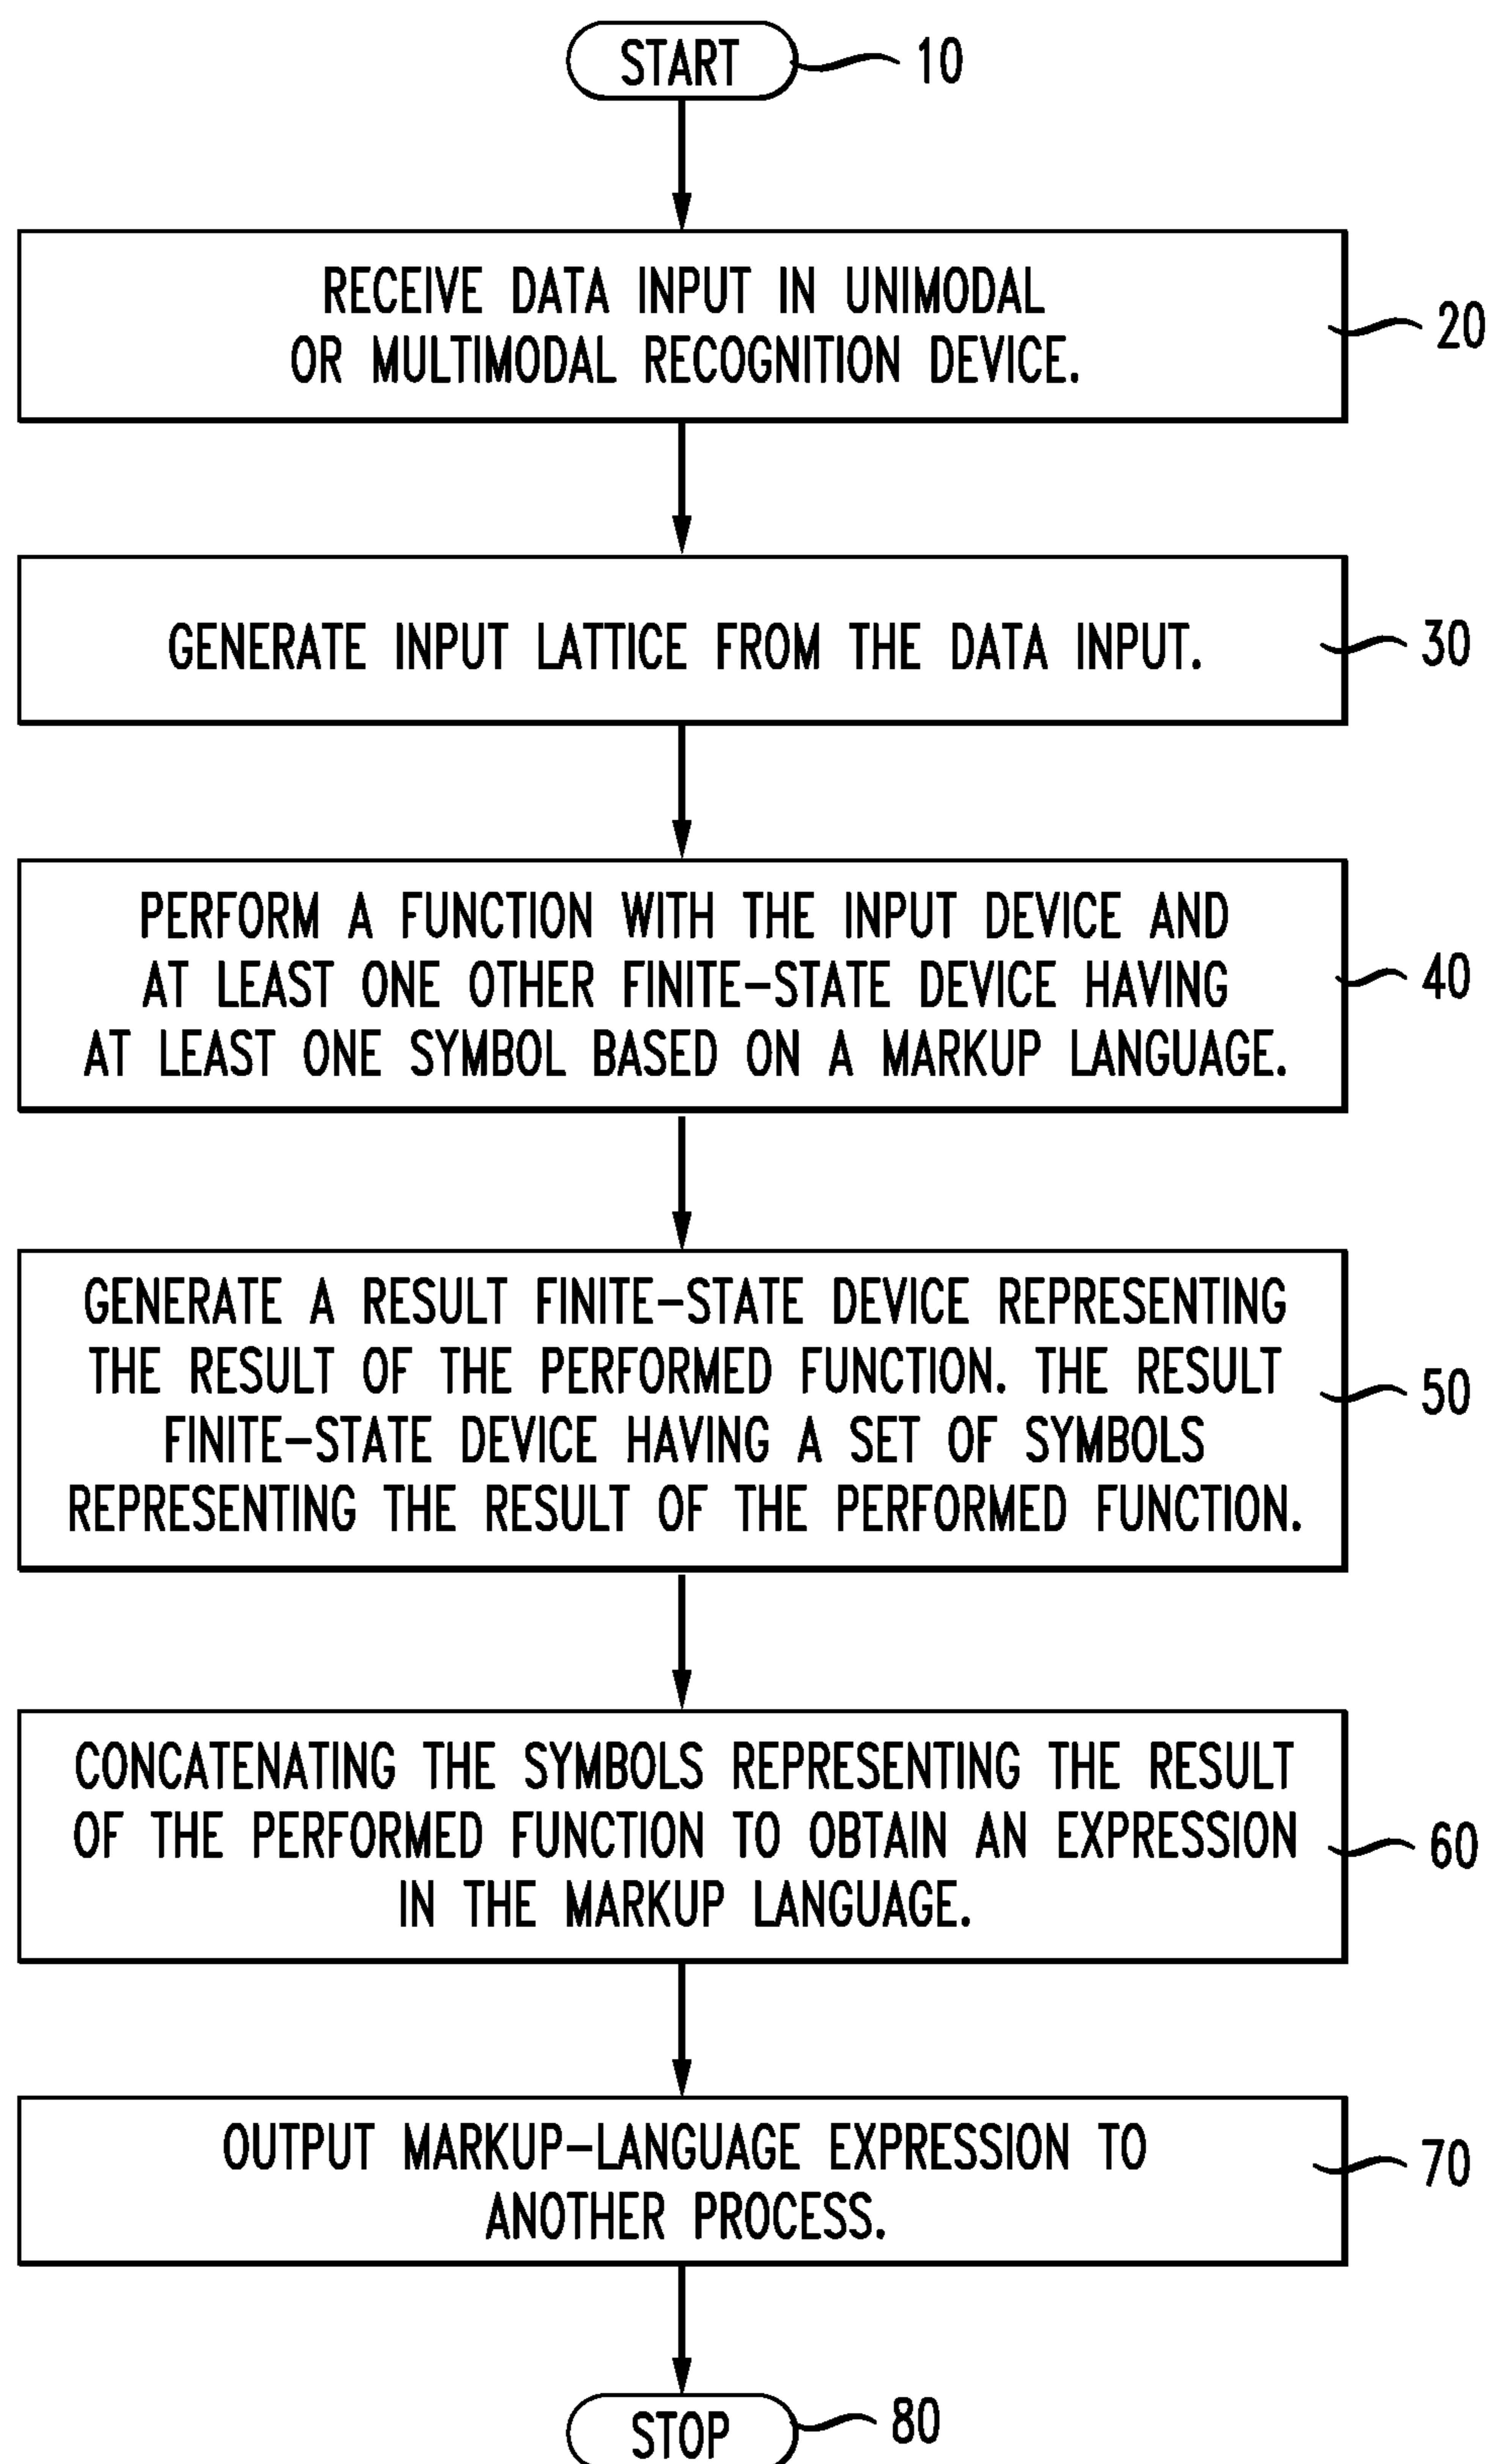 START
10
RECEIVE DATA INPUT IN UNIMODAL
OR MULTIMODAL RECOGNITION DEVICE.
20
GENERATE INPUT LATTICE FROM THE DATA INPUT.
30
PERFORM A FUNCTION WITH THE INPUT DEVICE AND
AT LEAST ONE OTHER FINITE-STATE DEVICE HAVING
AT LEAST ONE SYMBOL BASED ON A MARKUP LANGUAGE.
40
GENERATE A RESULT FINITE-STATE DEVICE REPRESENTING
THE RESULT OF THE PERFORMED FUNCTION. THE RESULT
FINITE-STATE DEVICE HAVING A SET OF SYMBOLS
REPRESENTING THE RESULT OF THE PERFORMED FUNCTION.
50
CONCATENATING THE SYMBOLS REPRESENTING THE RESULT
OF THE PERFORMED FUNCTION TO OBTAIN AN EXPRESSION
IN THE MARKUP LANGUAGE.
60
OUTPUT MARKUP-LANGUAGE EXPRESSION TO
ANOTHER PROCESS.
70
STOP
80